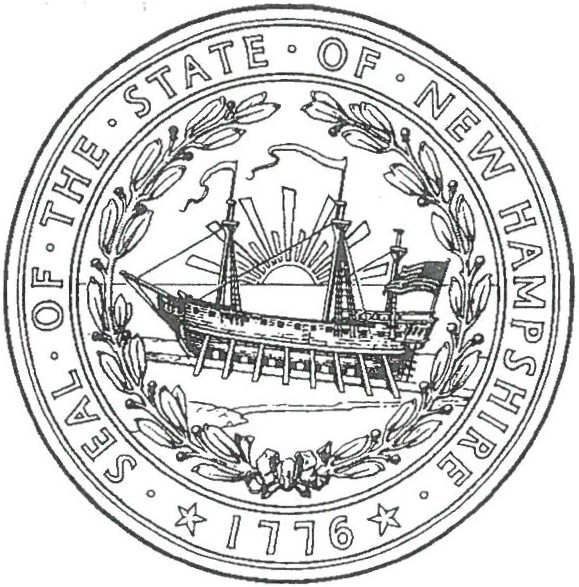 SEAL · OF · THE · STATE · OF · NEW HAMPSHIRE ·
1776